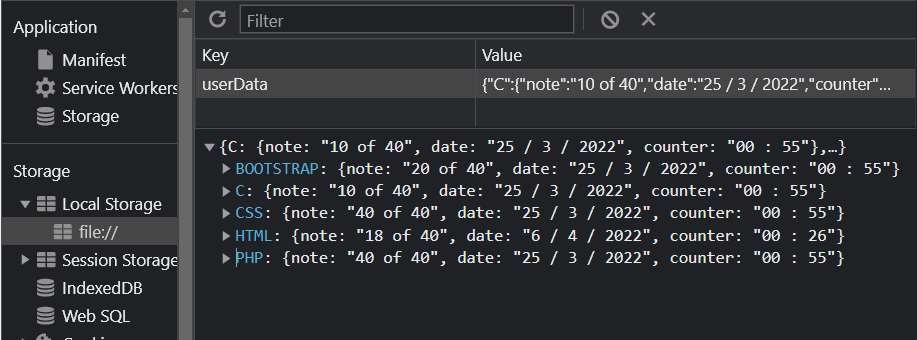 Application
Manifest
Service Workers
Storage
Storage
Local Storage
file://
Session Storage
IndexedDB
Web SQL
Filter
Key Value
userData {"C":{"note":"10 of 40","date":"25 / 3 / 2022","counter"...
{C: {note: "10 of 40", date: "25 / 3 / 2022", counter: "00 : 55"},…}
BOOTSTRAP: {note: "20 of 40", date: "25 / 3 / 2022", counter: "00 : 55"}
C: {note: "10 of 40", date: "25 / 3 / 2022", counter: "00 : 55"}
CSS: {note: "40 of 40", date: "25 / 3 / 2022", counter: "00 : 55"}
HTML: {note: "18 of 40", date: "6 / 4 / 2022", counter: "00 : 26"}
PHP: {note: "40 of 40", date: "25 / 3 / 2022", counter: "00 : 55"}